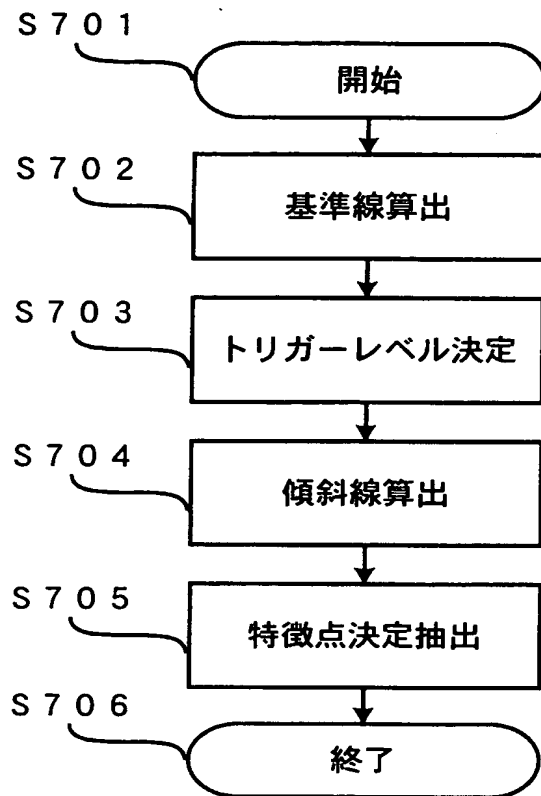 S701
開始
S702
基準線算出
S703
トリガーレベル決定
S704
傾斜線算出
S705
特徴点決定抽出
S706
終了